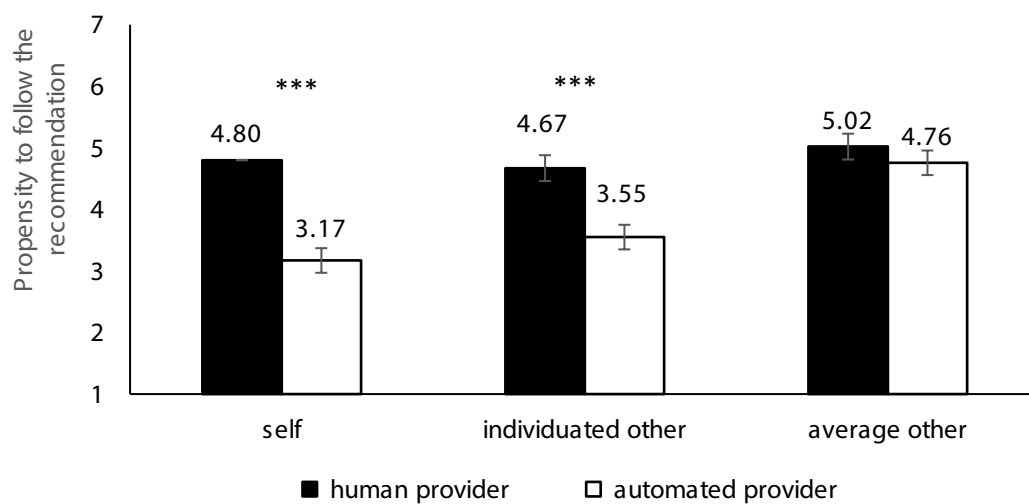 Propensity to follow the
recommendation
7
6
5
4
3
2
1
***
***
4.80
3.17
4.67
3.55
5.02
4.76
self
individuated other
average other
human provider
automated provider